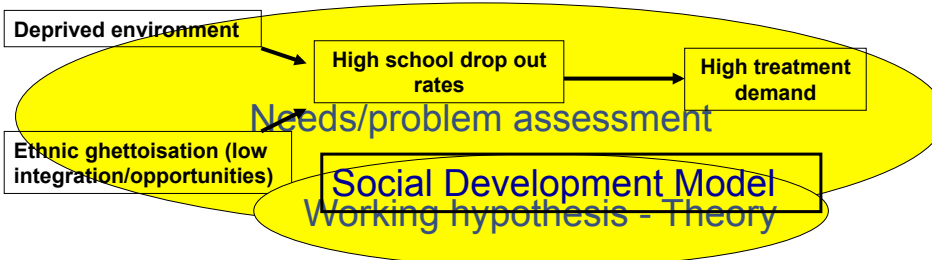 Deprived environment
High school drop out
rates
High treatment
demand
Needs/problem assessment
Ethnic ghettoisation (low
integration/opportunities)
Social Development Model
Working hypothesis - Theory